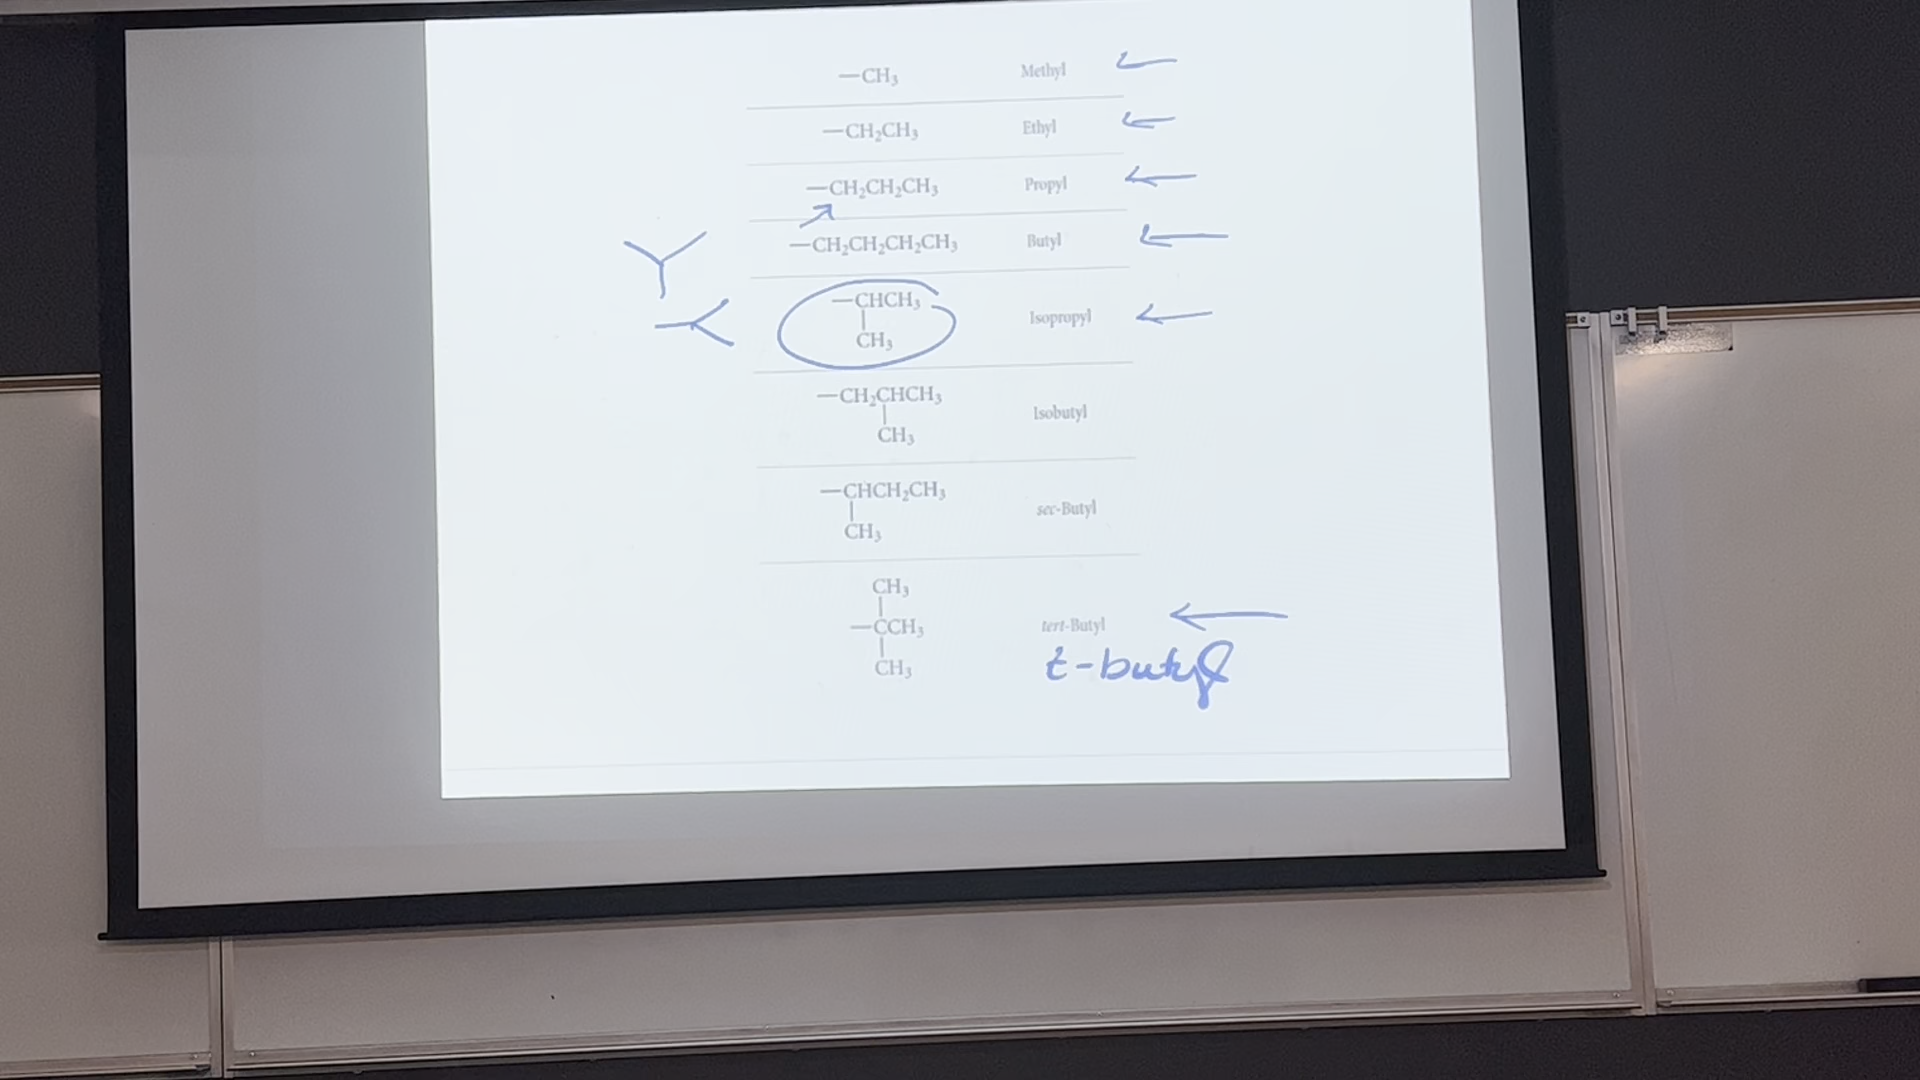 —CH₃ Methyl
—CH₂CH₃ Ethyl
—CH₂CH₂CH₃ Propyl
—CH₂CH₂CH₂CH₃ Butyl
—CHCH₃ Isopropyl
CH₃
—CH₂CHCH₃ Isobutyl
CH₃
—CHCH₂CH₃ sec-Butyl
CH₃
CH₃
—CCH₃ tert-Butyl
CH₃ t-butyl